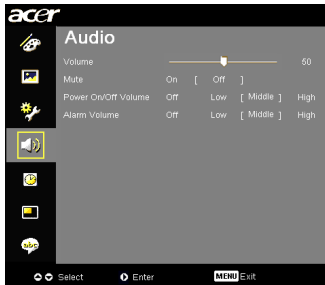 acer
Audio
Volume 50
Mute On [ Off ]
Power On/Off Volume Off Low [ Middle ] High
Alarm Volume Off Low [ Middle ] High
abc
Select Enter MENU Exit